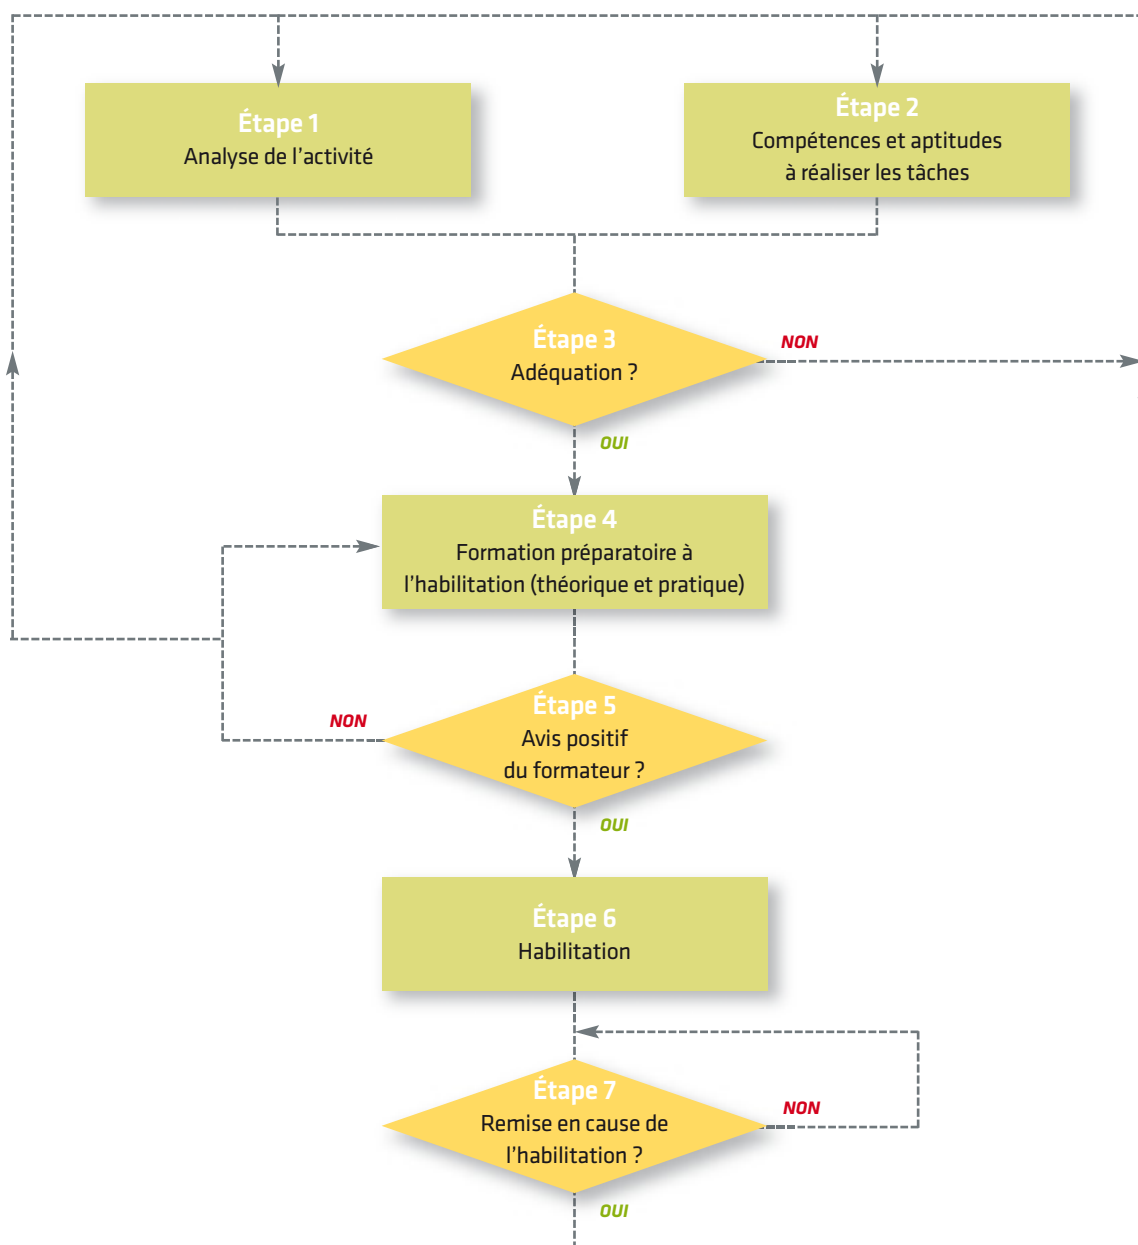 Étape 1
Analyse de l'activité
Étape 2
Compétences et aptitudes
à réaliser les tâches
Étape 3
Adéquation ?
NON
OUI
Étape 4
Formation préparatoire à
l'habilitation (théorique et pratique)
Étape 5
Avis positif
du formateur ?
NON
OUI
Étape 6
Habilitation
Étape 7
Remise en cause de
l'habilitation ?
NON
OUI